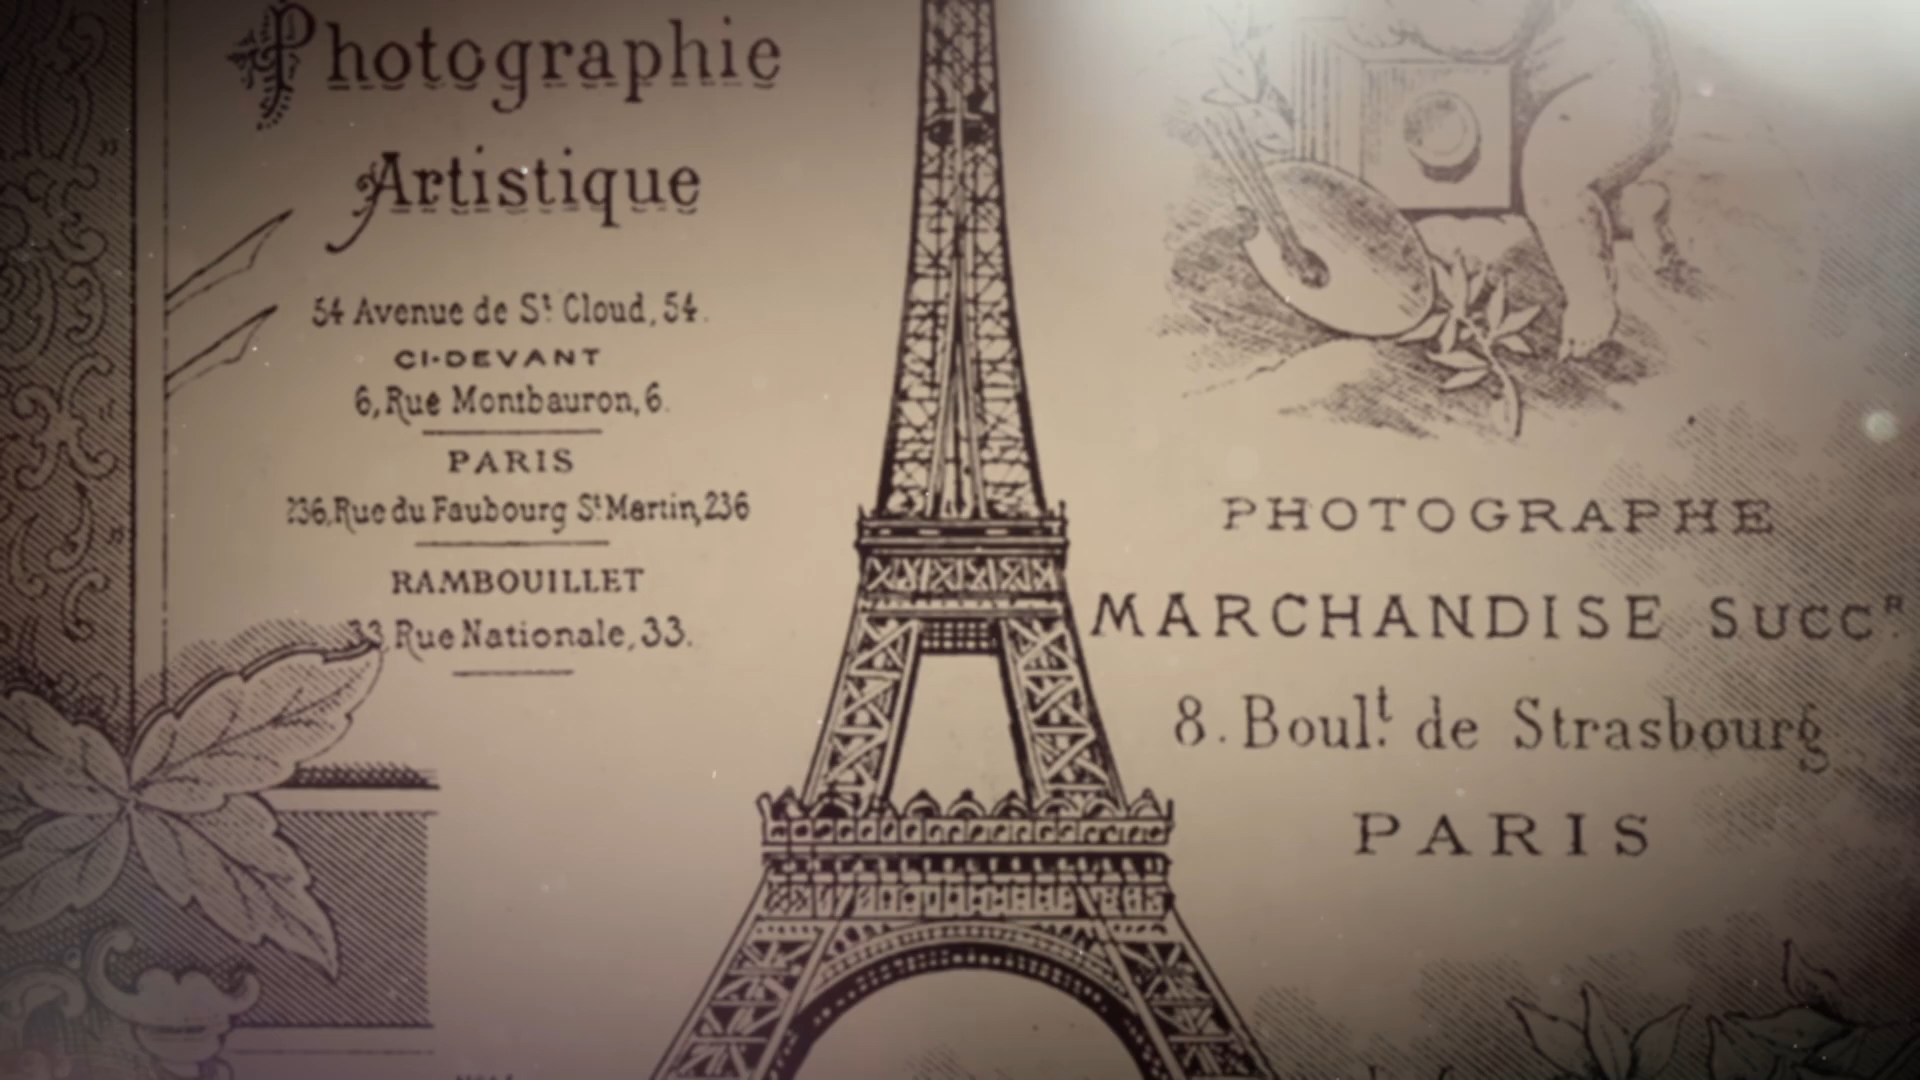 Photographie
Artistique
54 Avenue de St Cloud, 54.
CI-DEVANT
6, Rue Montbauron, 6.
PARIS
236, Rue du Faubourg St Martin, 236
RAMBOUILLET
33 Rue Nationale, 33.
PHOTOGRAPHE
MARCHANDISE SUCCR.
8. Boult. de Strasbourg
PARIS